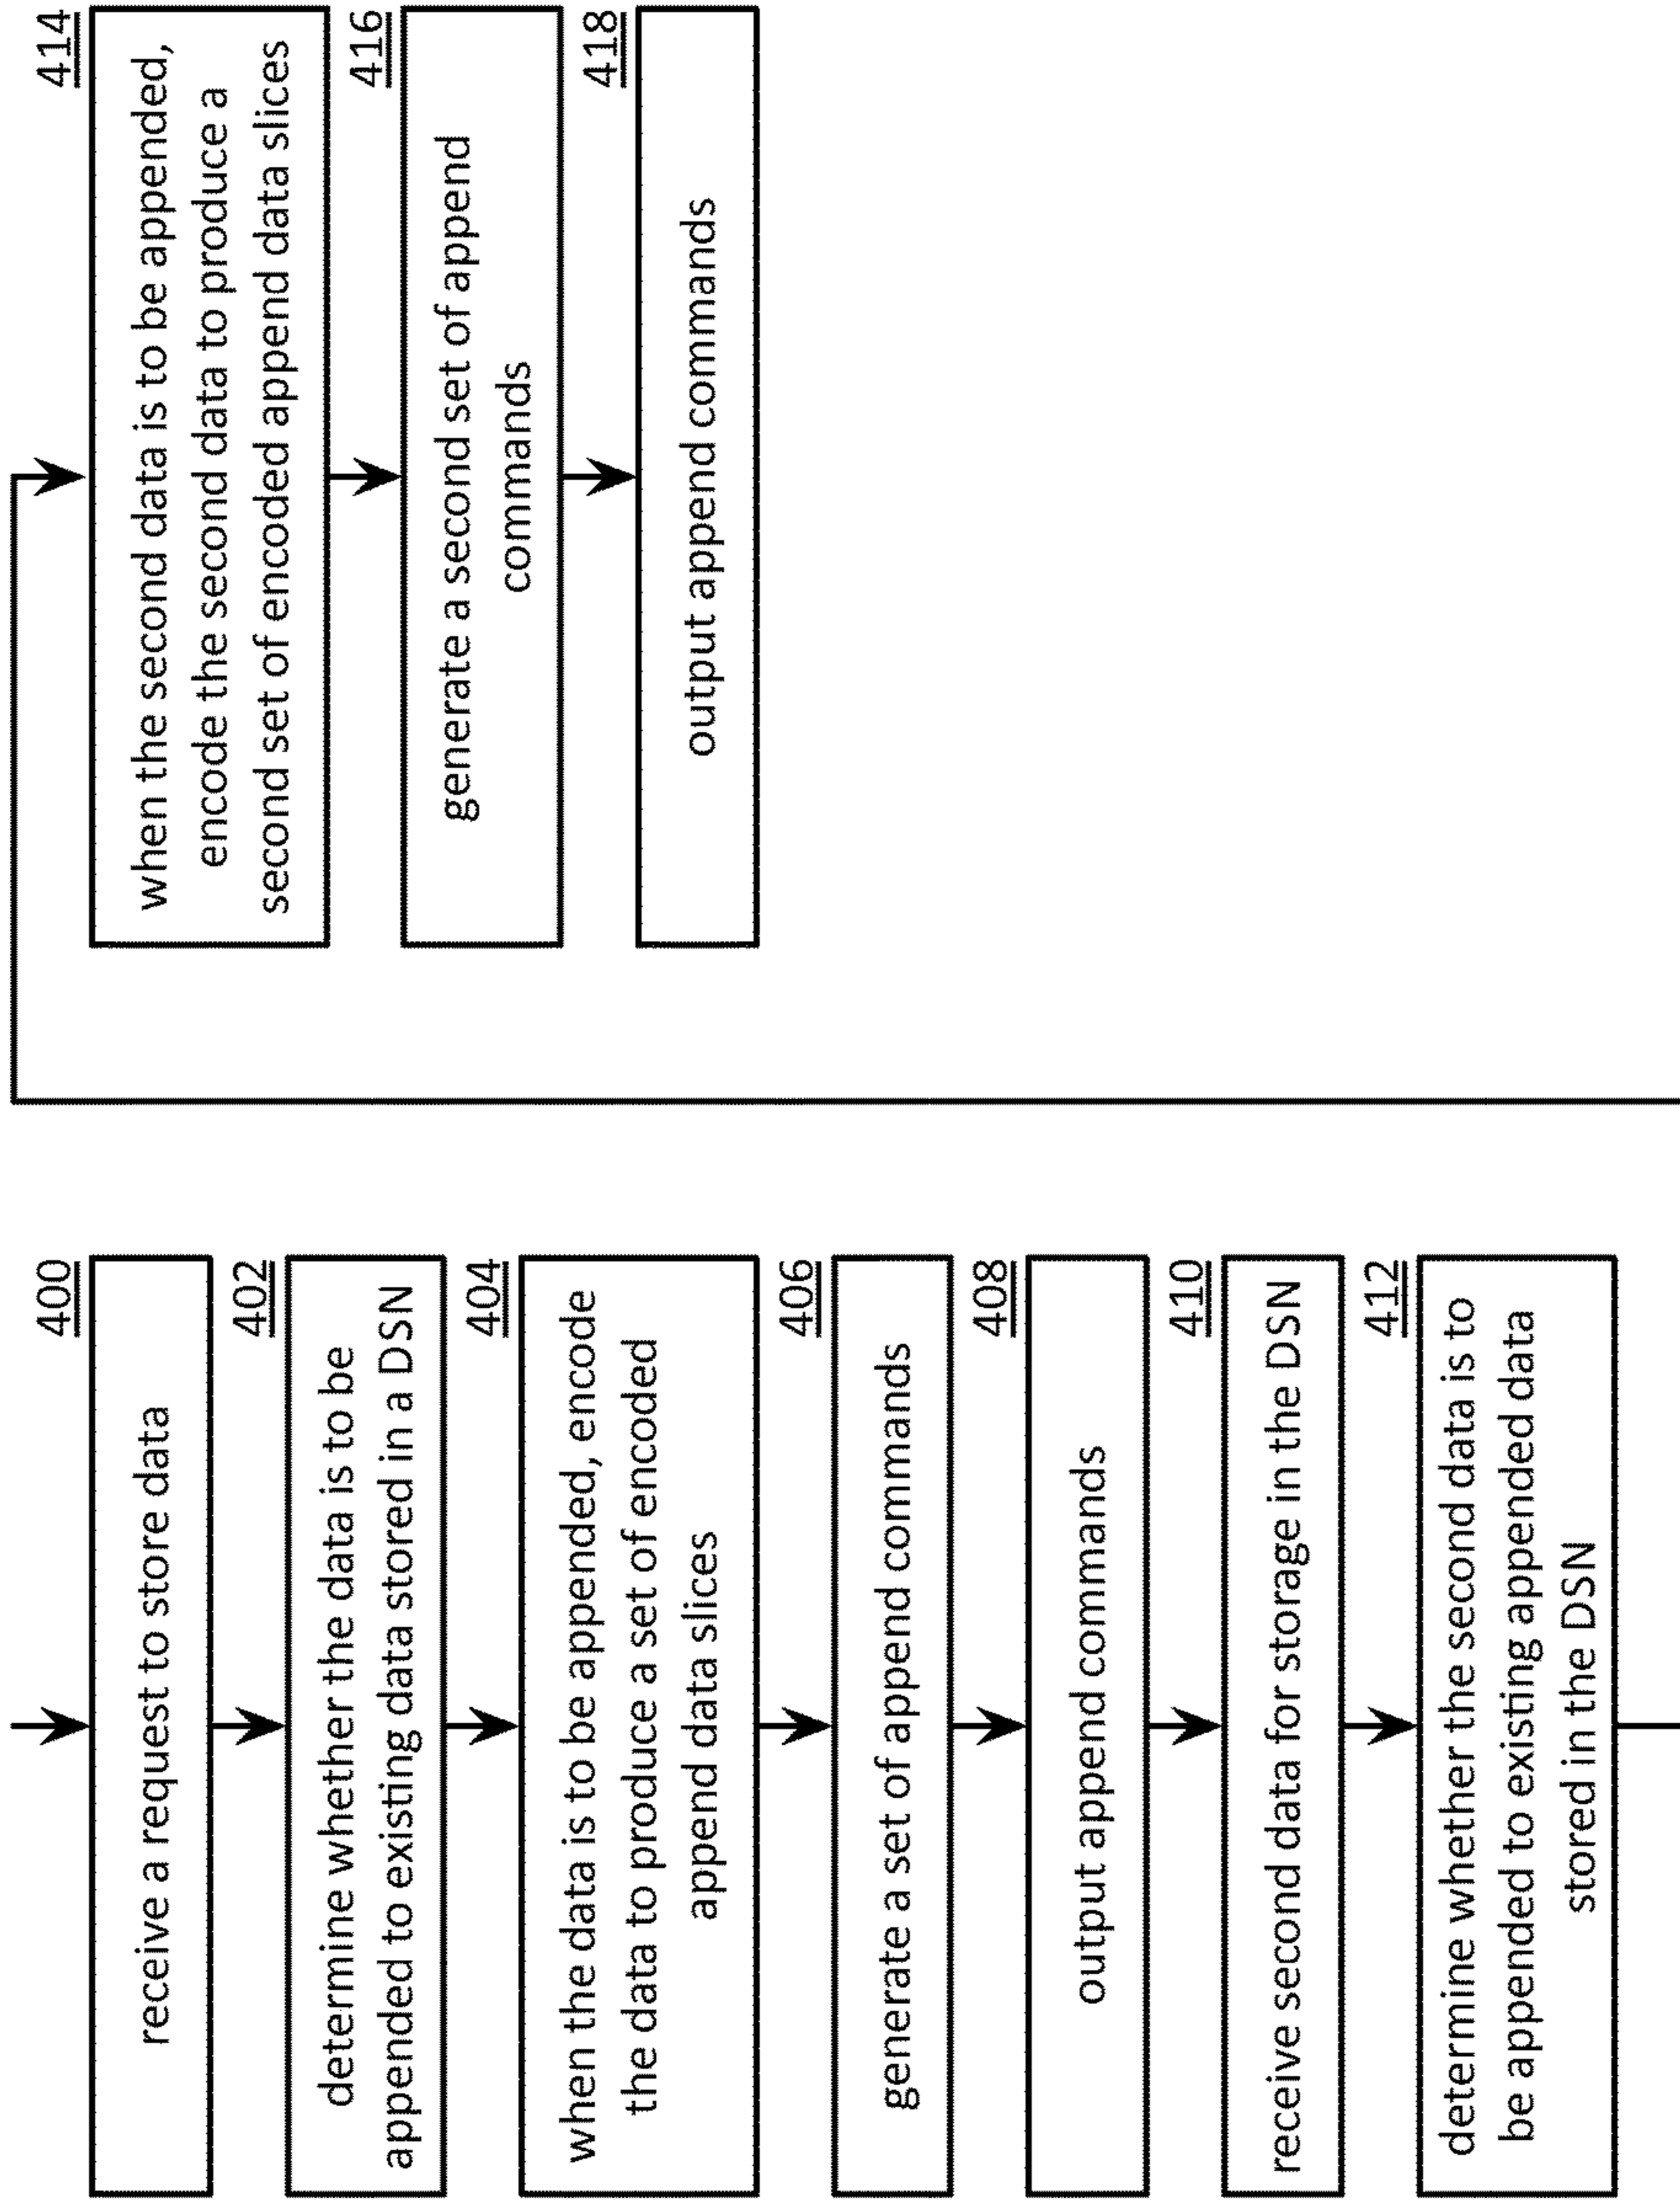 400
receive a request to store data
402
determine whether the data is to be
appended to existing data stored in a DSN
404
when the data is to be appended, encode
the data to produce a set of encoded
append data slices
406
generate a set of append commands
408
output append commands
410
receive second data for storage in the DSN
412
determine whether the second data is to
be appended to existing appended data
stored in the DSN
414
when the second data is to be appended,
encode the second data to produce a
second set of encoded append data slices
416
generate a second set of append
commands
418
output append commands